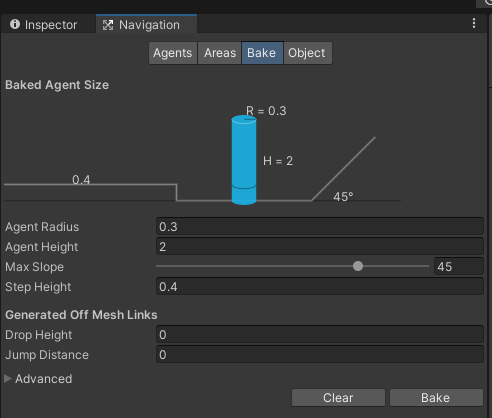 Inspector
Navigation
Agents Areas Bake Object
Baked Agent Size
R = 0.3
0.4
H = 2
45°
Agent Radius 0.3
Agent Height 2
Max Slope 45
Step Height 0.4
Generated Off Mesh Links
Drop Height 0
Jump Distance 0
Advanced
Clear Bake